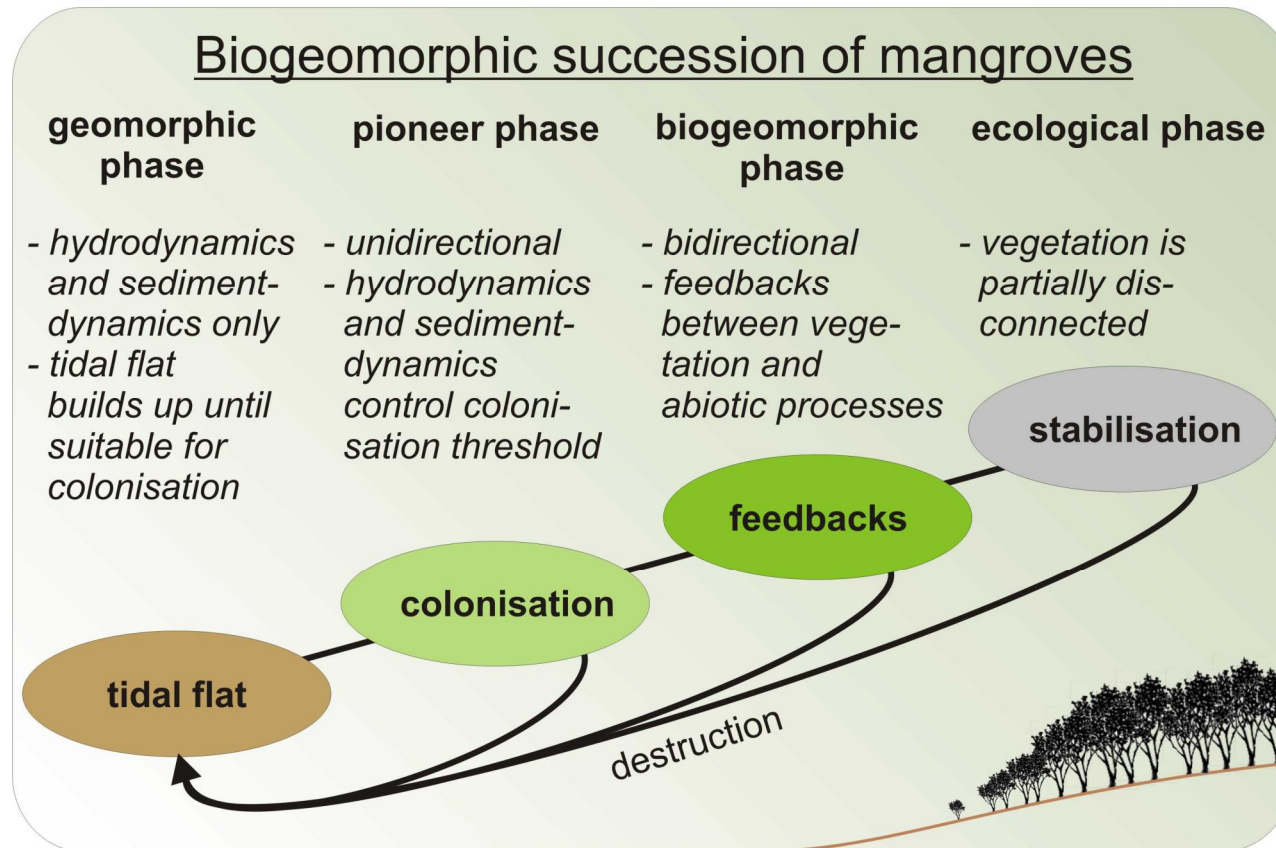 Biogeomorphic succession of mangroves
geomorphic
phase
- hydrodynamics
and sediment-
dynamics only
- tidal flat
builds up until
suitable for
colonisation
pioneer phase
- unidirectional
- hydrodynamics
and sediment-
dynamics
control coloni-
sation threshold
biogeomorphic
phase
- bidirectional
- feedbacks
between vege-
tation and
abiotic processes
ecological phase
- vegetation is
partially dis-
connected
stabilisation
feedbacks
colonisation
tidal flat
destruction